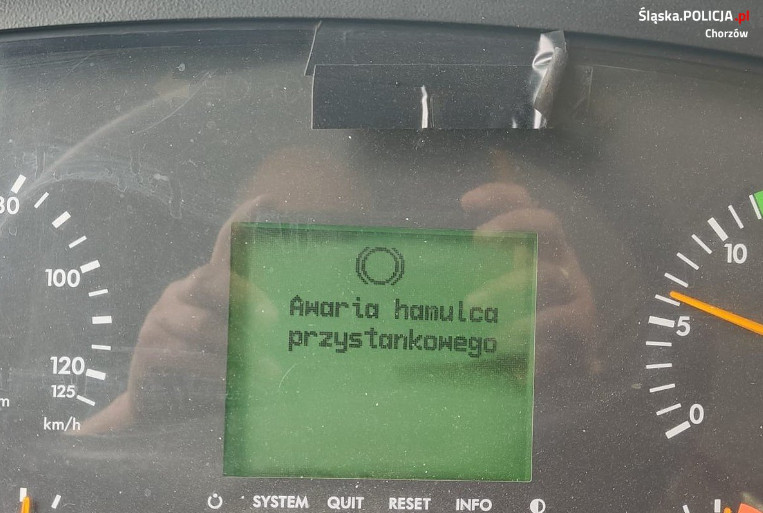 Śląska.POLICJA.pl
Chorzów
80
100
120
125
km/h
10
5
0
Awaria hamulca
przystankowego
SYSTEM QUIT RESET INFO